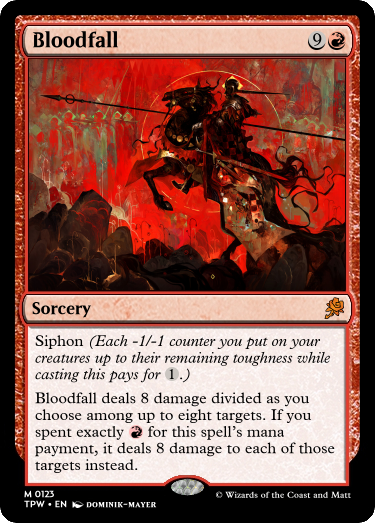 Bloodfall 9
Sorcery
Siphon (Each -1/-1 counter you put on your
creatures up to their remaining toughness while
casting this pays for 1.)
Bloodfall deals 8 damage divided as you
choose among up to eight targets. If you
spent exactly for this spell's mana
payment, it deals 8 damage to each of those
targets instead.
M 0123
TPW • EN DOMINIK-MAYER
© Wizards of the Coast and Matt